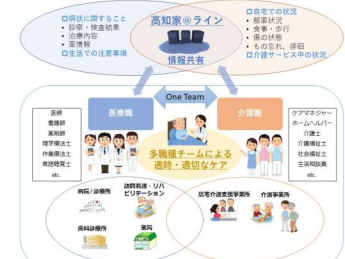 高知家@ライン
情報共有
□病状に関すること
• 診察・検査結果
• 治療内容
• 薬情報
□生活での注意事項
□自宅での状況
• 服薬状況
• 食事・歩行
• 傷の状態
• もの忘れ、徘徊
□介護サービス中の状況
One Team
医療職
介護職
医師
看護師
薬剤師
理学療法士
作業療法士
言語聴覚士
etc.
ケアマネジャー
ホームヘルパー
介護士
介護福祉士
社会福祉士
生活相談員
etc.
多職種チームによる
適時・適切なケア
病院/診療所
訪問看護・リハ
ビリテーション
歯科診療所
薬局
居宅介護支援事業所
介護事業所